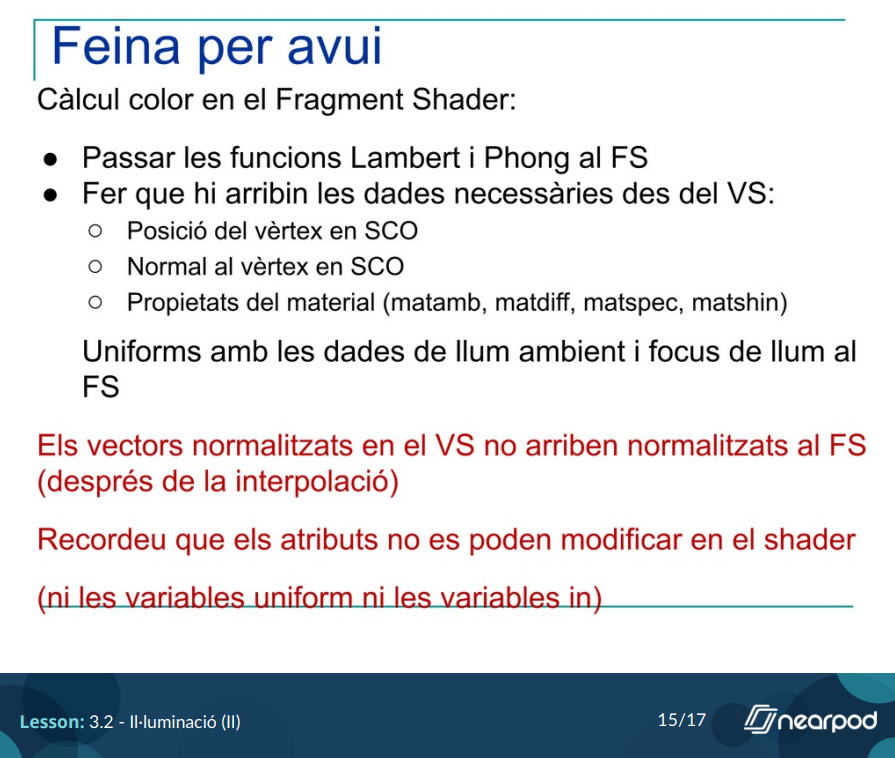 Feina per avui
Càlcul color en el Fragment Shader:
● Passar les funcions Lambert i Phong al FS
● Fer que hi arribin les dades necessàries des del VS:
○ Posició del vèrtex en SCO
○ Normal al vèrtex en SCO
○ Propietats del material (matamb, matdiff, matspec, matshin)
Uniforms amb les dades de llum ambient i focus de llum al
FS
Els vectors normalitzats en el VS no arriben normalitzats al FS
(després de la interpolació)
Recordeu que els atributs no es poden modificar en el shader
(ni les variables uniform ni les variables in)
Lesson: 3.2 - Il·luminació (II)
15/17
nearpod